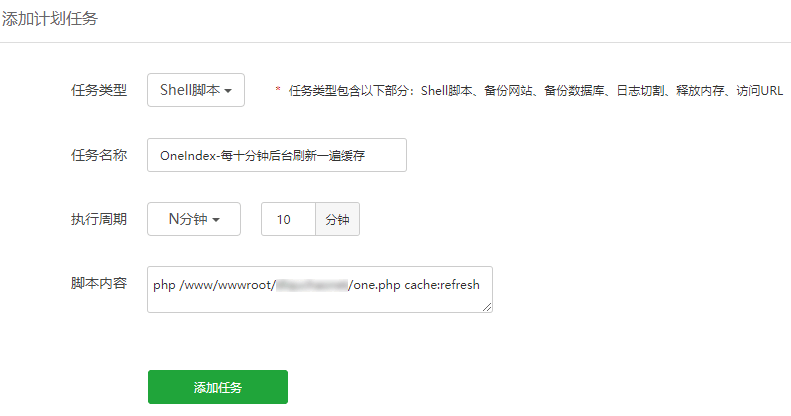 添加计划任务
任务类型 Shell脚本 * 任务类型包含以下部分：Shell脚本、备份网站、备份数据库、日志切割、释放内存、访问URL
任务名称 OneIndex-每十分钟后台刷新一遍缓存
执行周期 N分钟 10 分钟
脚本内容 php /www/wwwroot/ /one.php cache:refresh
添加任务